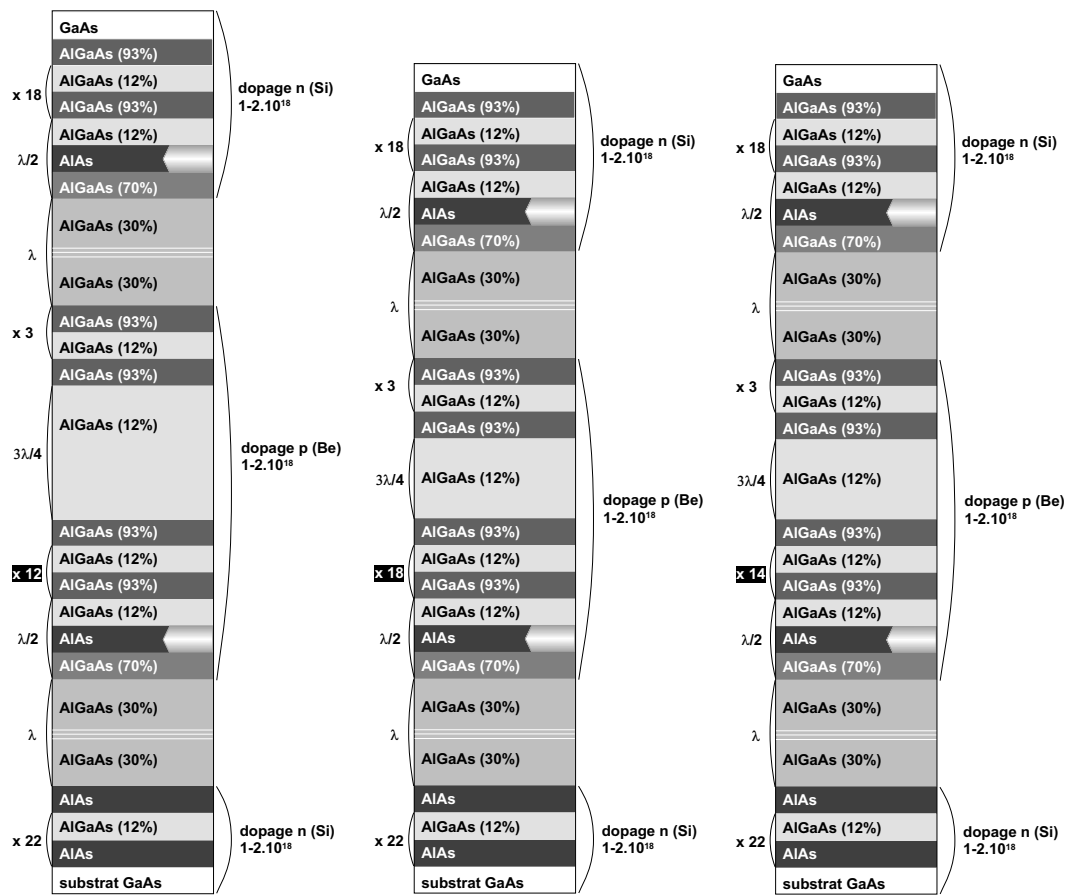 GaAs
AlGaAs (93%)
x 18
AlGaAs (12%)
AlGaAs (93%)
AlGaAs (12%)
λ/2
AlAs
AlGaAs (70%)
dopage n (Si)
1-2.10¹⁸
λ
AlGaAs (30%)
AlGaAs (30%)
x 3
AlGaAs (93%)
AlGaAs (12%)
AlGaAs (93%)
3λ/4
AlGaAs (12%)
dopage p (Be)
1-2.10¹⁸
AlGaAs (93%)
x 12
AlGaAs (12%)
AlGaAs (93%)
AlGaAs (12%)
λ/2
AlAs
AlGaAs (70%)
λ
AlGaAs (30%)
AlGaAs (30%)
AlAs
x 22
AlGaAs (12%)
AlAs
dopage n (Si)
1-2.10¹⁸
substrat GaAs
GaAs
AlGaAs (93%)
x 18
AlGaAs (12%)
AlGaAs (93%)
AlGaAs (12%)
λ/2
AlAs
AlGaAs (70%)
dopage n (Si)
1-2.10¹⁸
λ
AlGaAs (30%)
AlGaAs (30%)
x 3
AlGaAs (93%)
AlGaAs (12%)
AlGaAs (93%)
3λ/4
AlGaAs (12%)
dopage p (Be)
1-2.10¹⁸
AlGaAs (93%)
x 18
AlGaAs (12%)
AlGaAs (93%)
AlGaAs (12%)
λ/2
AlAs
AlGaAs (70%)
λ
AlGaAs (30%)
AlGaAs (30%)
AlAs
x 22
AlGaAs (12%)
AlAs
dopage n (Si)
1-2.10¹⁸
substrat GaAs
GaAs
AlGaAs (93%)
x 18
AlGaAs (12%)
AlGaAs (93%)
AlGaAs (12%)
λ/2
AlAs
AlGaAs (70%)
dopage n (Si)
1-2.10¹⁸
λ
AlGaAs (30%)
AlGaAs (30%)
x 3
AlGaAs (93%)
AlGaAs (12%)
AlGaAs (93%)
3λ/4
AlGaAs (12%)
dopage p (Be)
1-2.10¹⁸
AlGaAs (93%)
x 14
AlGaAs (12%)
AlGaAs (93%)
AlGaAs (12%)
λ/2
AlAs
AlGaAs (70%)
λ
AlGaAs (30%)
AlGaAs (30%)
AlAs
x 22
AlGaAs (12%)
AlAs
dopage n (Si)
1-2.10¹⁸
substrat GaAs